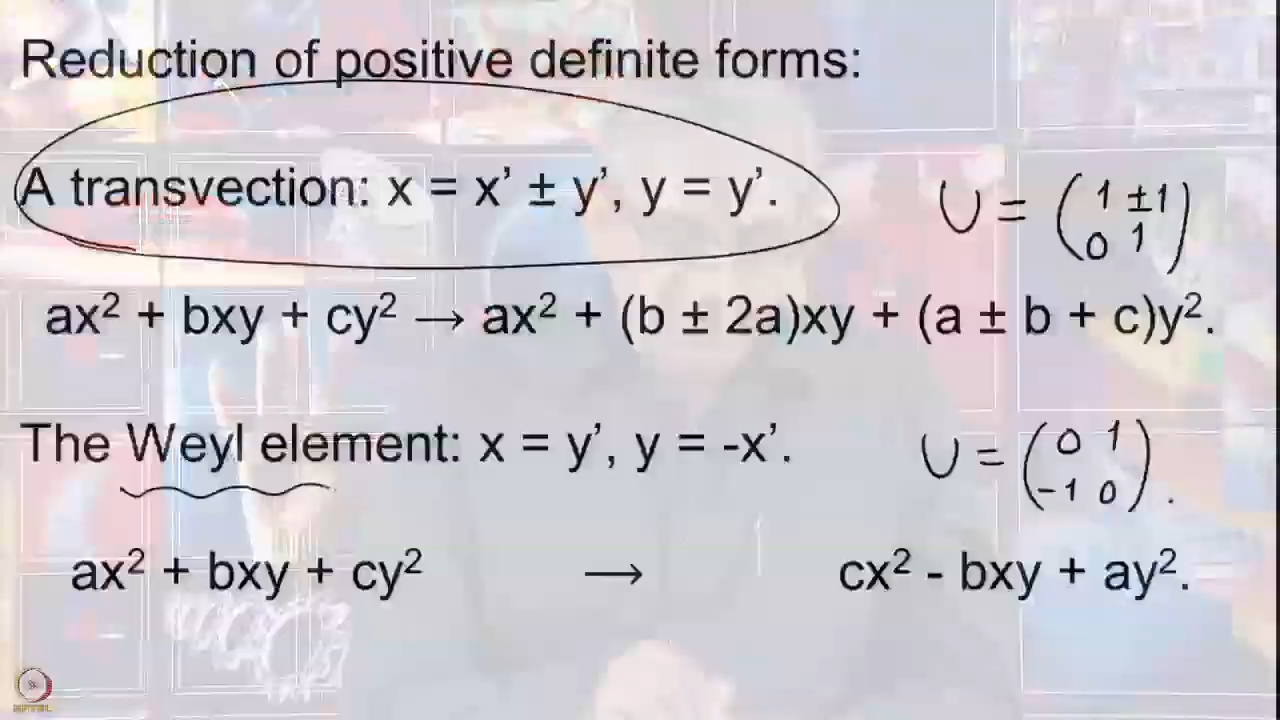 Reduction of positive definite forms:
A transvection: x = x’ ± y’, y = y’.
U = (1 ±1
0 1)
ax² + bxy + cy² → ax² + (b ± 2a)xy + (a ± b + c)y².
The Weyl element: x = y’, y = -x’.
U = (0 1
-1 0).
ax² + bxy + cy² → cx² - bxy + ay².
NPTEL